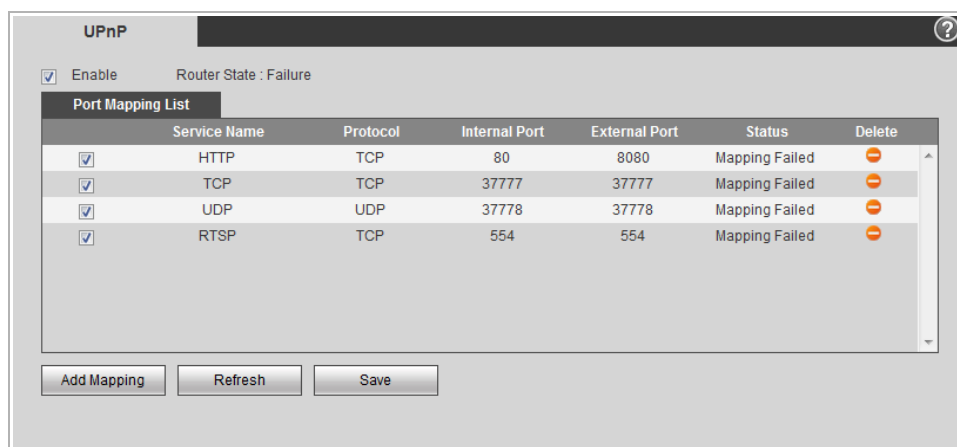 UPnP
Enable Router State : Failure
Port Mapping List
Service Name Protocol Internal Port External Port Status Delete
HTTP TCP 80 8080 Mapping Failed
TCP TCP 37777 37777 Mapping Failed
UDP UDP 37778 37778 Mapping Failed
RTSP TCP 554 554 Mapping Failed
Add Mapping Refresh Save